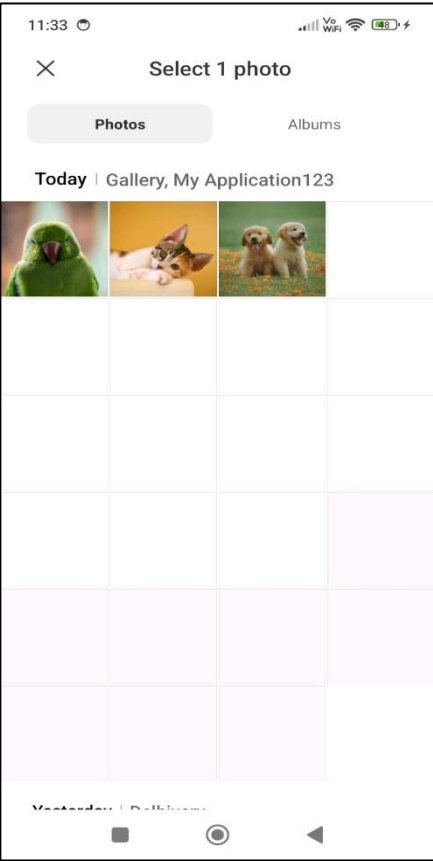 11:33 Vo WiFi 48
Select 1 photo
Photos Albums
Today | Gallery, My Application123